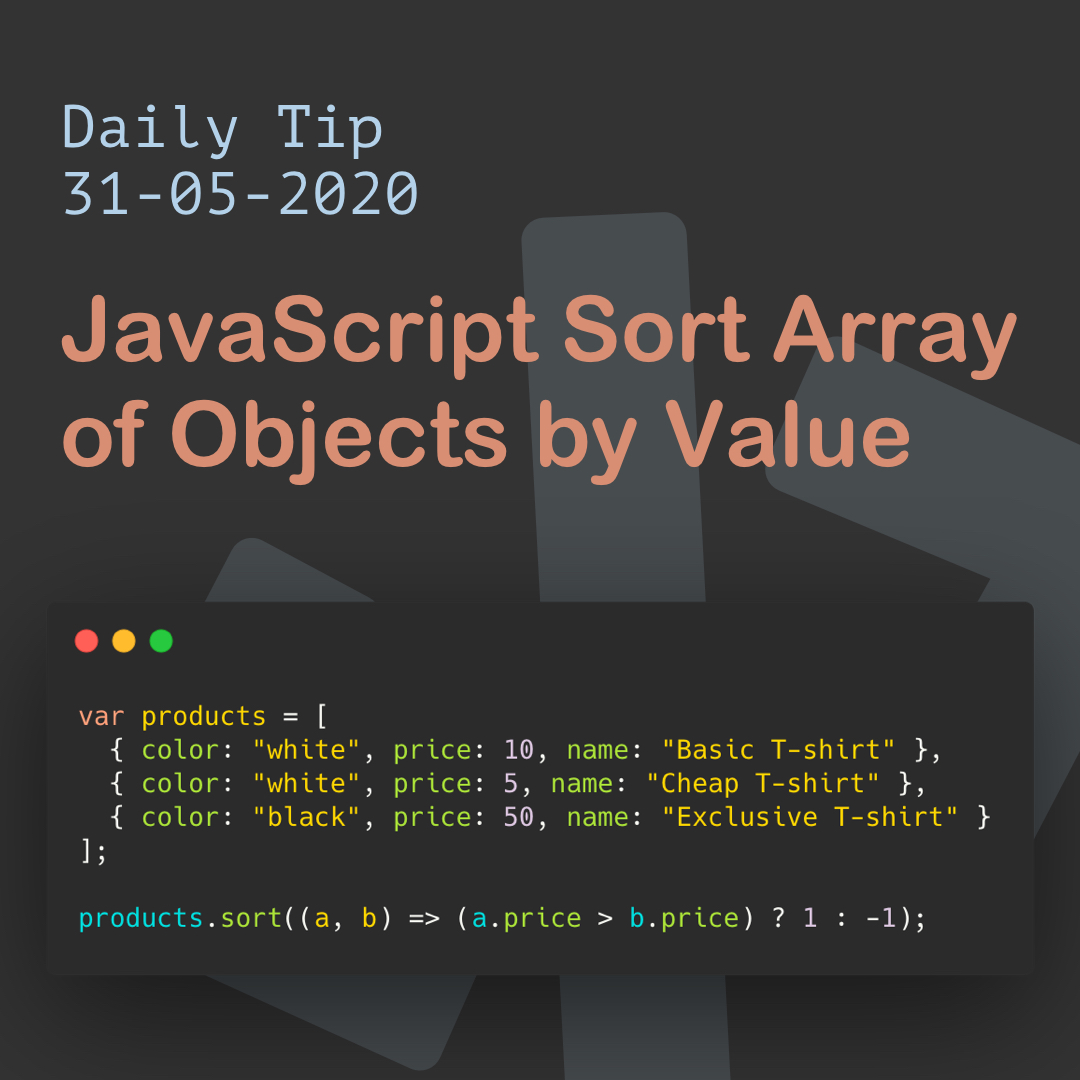 Daily Tip
31-05-2020
JavaScript Sort Array
of Objects by Value
var products = [
  { color: "white", price: 10, name: "Basic T-shirt" },
  { color: "white", price: 5, name: "Cheap T-shirt" },
  { color: "black", price: 50, name: "Exclusive T-shirt" }
];
products.sort((a, b) => (a.price > b.price) ? 1 : -1);